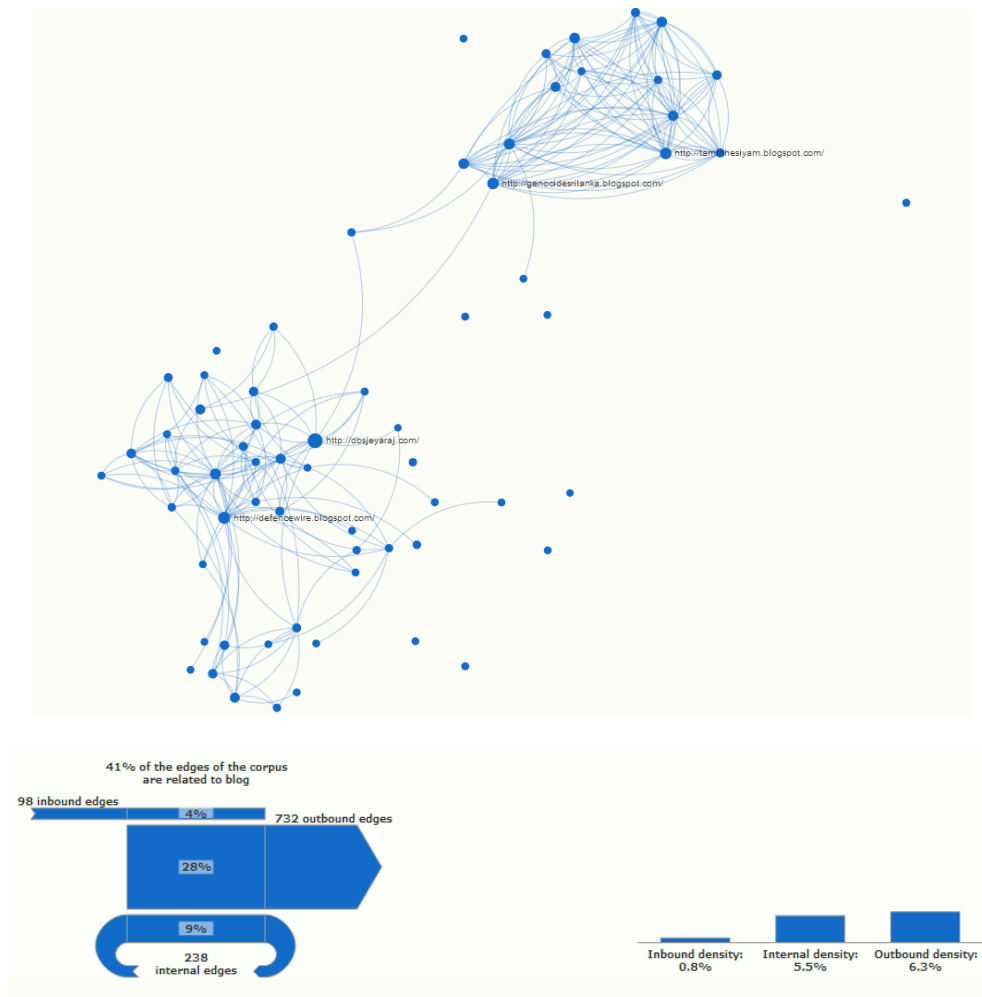 http://tamilthesiyam.blogspot.com/
http://genocidesrilanka.blogspot.com/
http://dbsjeyaraj.com/
http://defencewire.blogspot.com/
41% of the edges of the corpus
are related to blog
98 inbound edges
4%
732 outbound edges
28%
9%
238
internal edges
Inbound density:
0.8%
Internal density:
5.5%
Outbound density:
6.3%